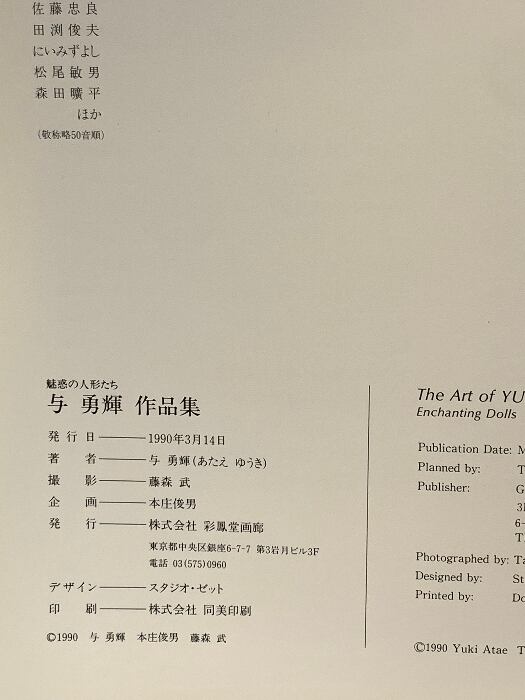 佐藤忠良
田渕俊夫
にいみずよし
松尾敏男
森田曠平
ほか
(敬称略50音順)
魅惑の人形たち
与 勇輝 作品集
発行日────1990年3月14日
著者────与 勇輝(あたえ ゆうき)
撮影────藤森 武
企画────本庄俊男
発行────株式会社 彩鳳堂画廊
東京都中央区銀座6-7-7 第3岩月ビル3F
電話 03(575)0960
デザイン────スタジオ・ゼット
印刷────株式会社 同美印刷
©1990 与 勇輝 本庄俊男 藤森 武
The Art of YU
Enchanting Dolls
Publication Date: M
Planned by: T
Publisher: G
3
6-
T
Photographed by: Ta
Designed by: St
Printed by: Do
©1990 Yuki Atae T